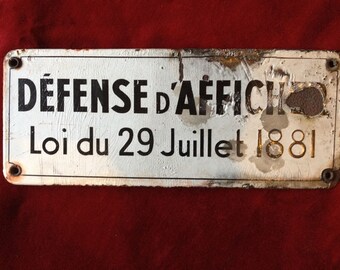 DÉFENSE D'AFFICH
Loi du 29 Juillet 1881